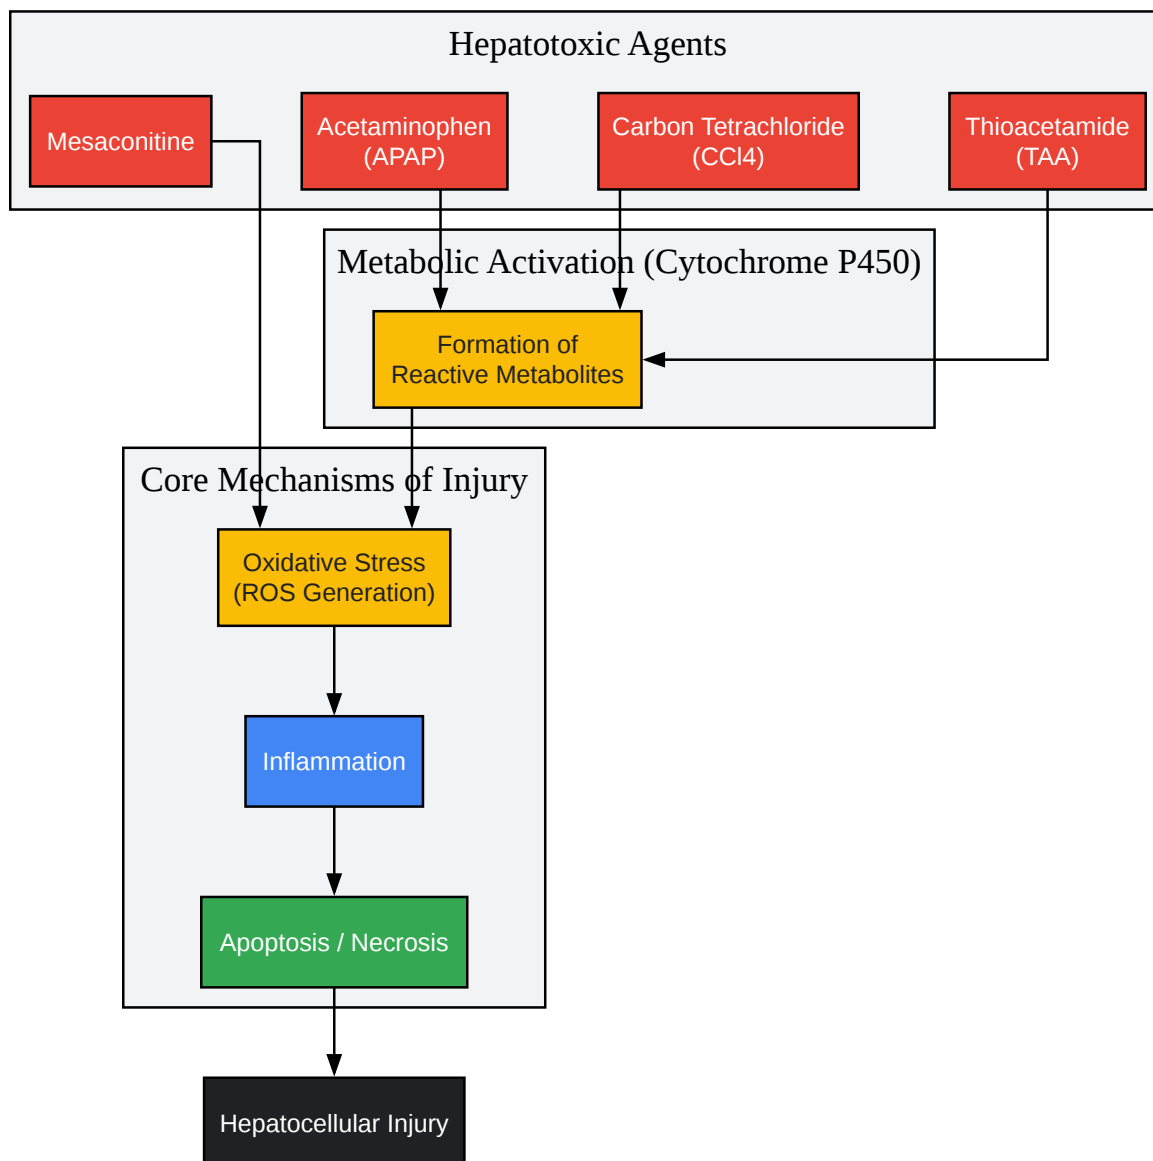 Hepatotoxic Agents
Mesaconitine
Acetaminophen
(APAP)
Carbon Tetrachloride
(CCl4)
Thioacetamide
(TAA)
Metabolic Activation (Cytochrome P450)
Formation of
Reactive Metabolites
Core Mechanisms of Injury
Oxidative Stress
(ROS Generation)
Inflammation
Apoptosis / Necrosis
Hepatocellular Injury